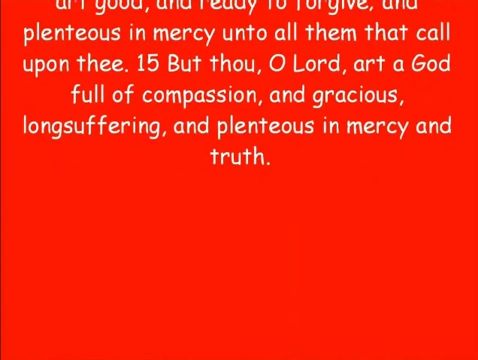 art good, and ready to forgive; and
plenteous in mercy unto all them that call
upon thee. 15 But thou, O Lord, art a God
full of compassion, and gracious,
longsuffering, and plenteous in mercy and
truth.